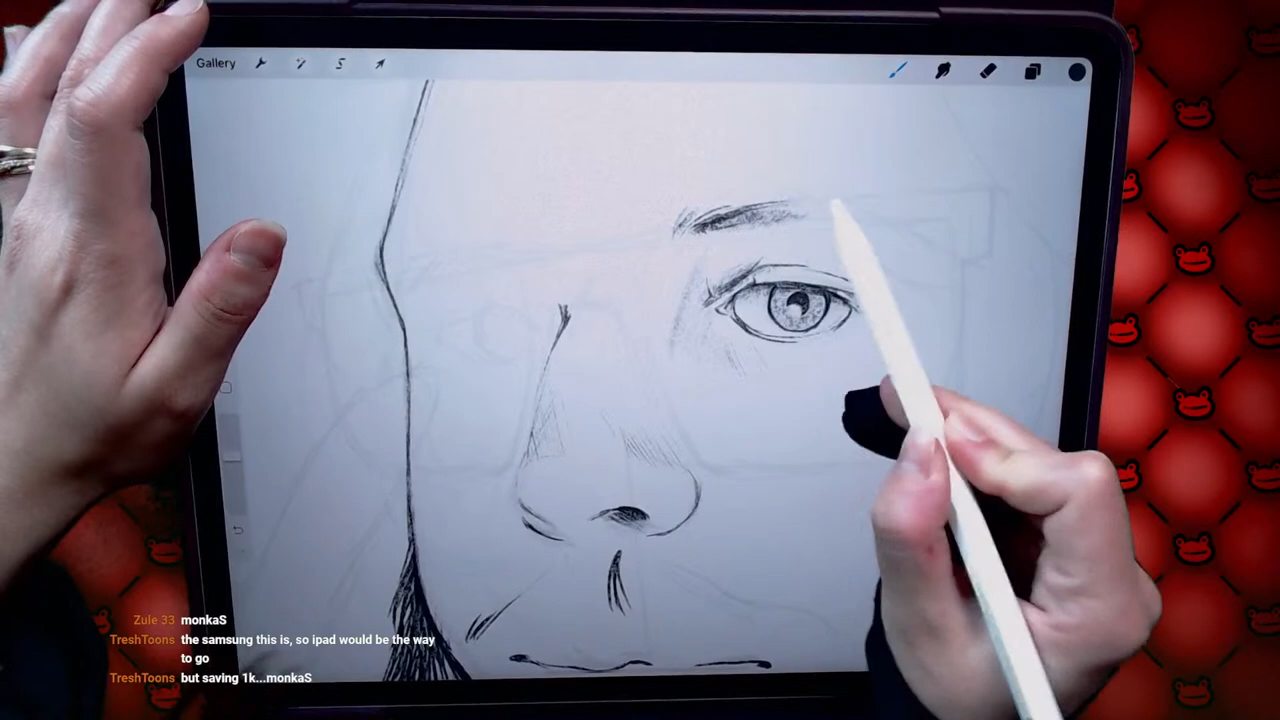 Gallery
Zule 33 monkaS
TreshToons the samsung this is, so ipad would be the way
to go
TreshToons but saving 1k...monkaS